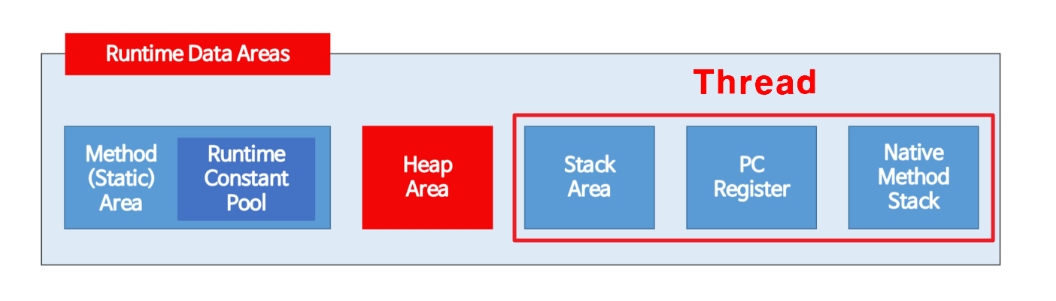 Runtime Data Areas
Thread
Method
(Static)
Area
Runtime
Constant
Pool
Heap
Area
Stack
Area
PC
Register
Native
Method
Stack